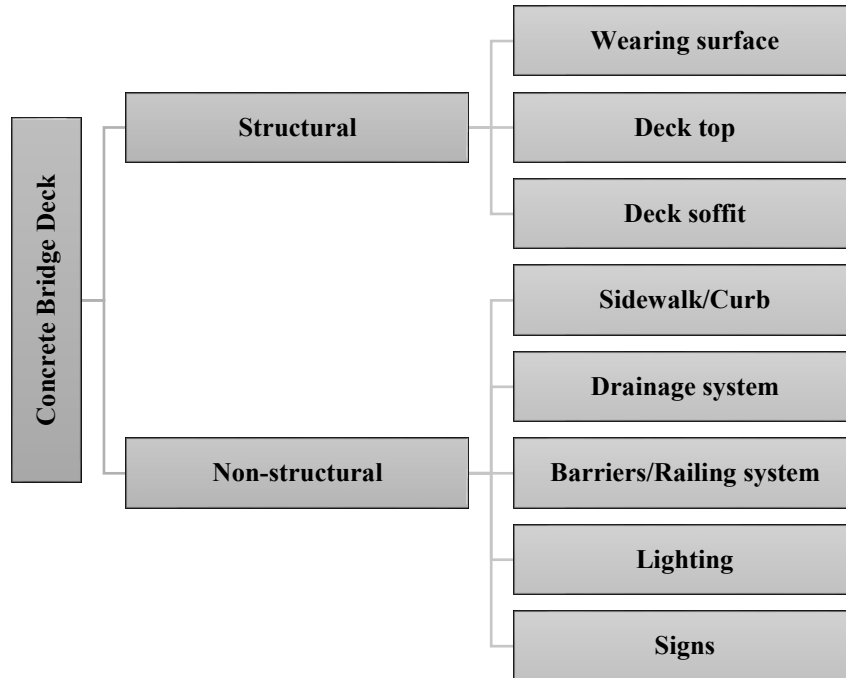 Concrete Bridge Deck
Structural
Wearing surface
Deck top
Deck soffit
Non-structural
Sidewalk/Curb
Drainage system
Barriers/Railing system
Lighting
Signs